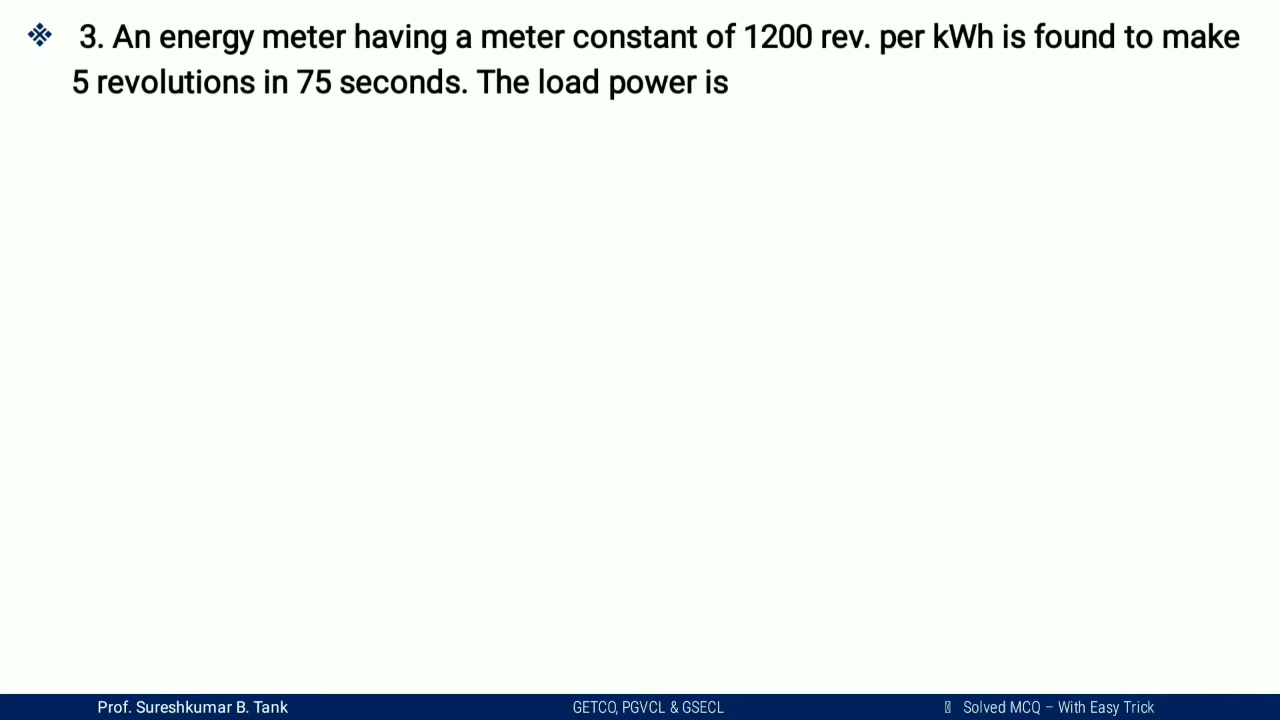 3. An energy meter having a meter constant of 1200 rev. per kWh is found to make
5 revolutions in 75 seconds. The load power is
Prof. Sureshkumar B. Tank GETCO, PGVCL & GSECL Solved MCQ – With Easy Trick